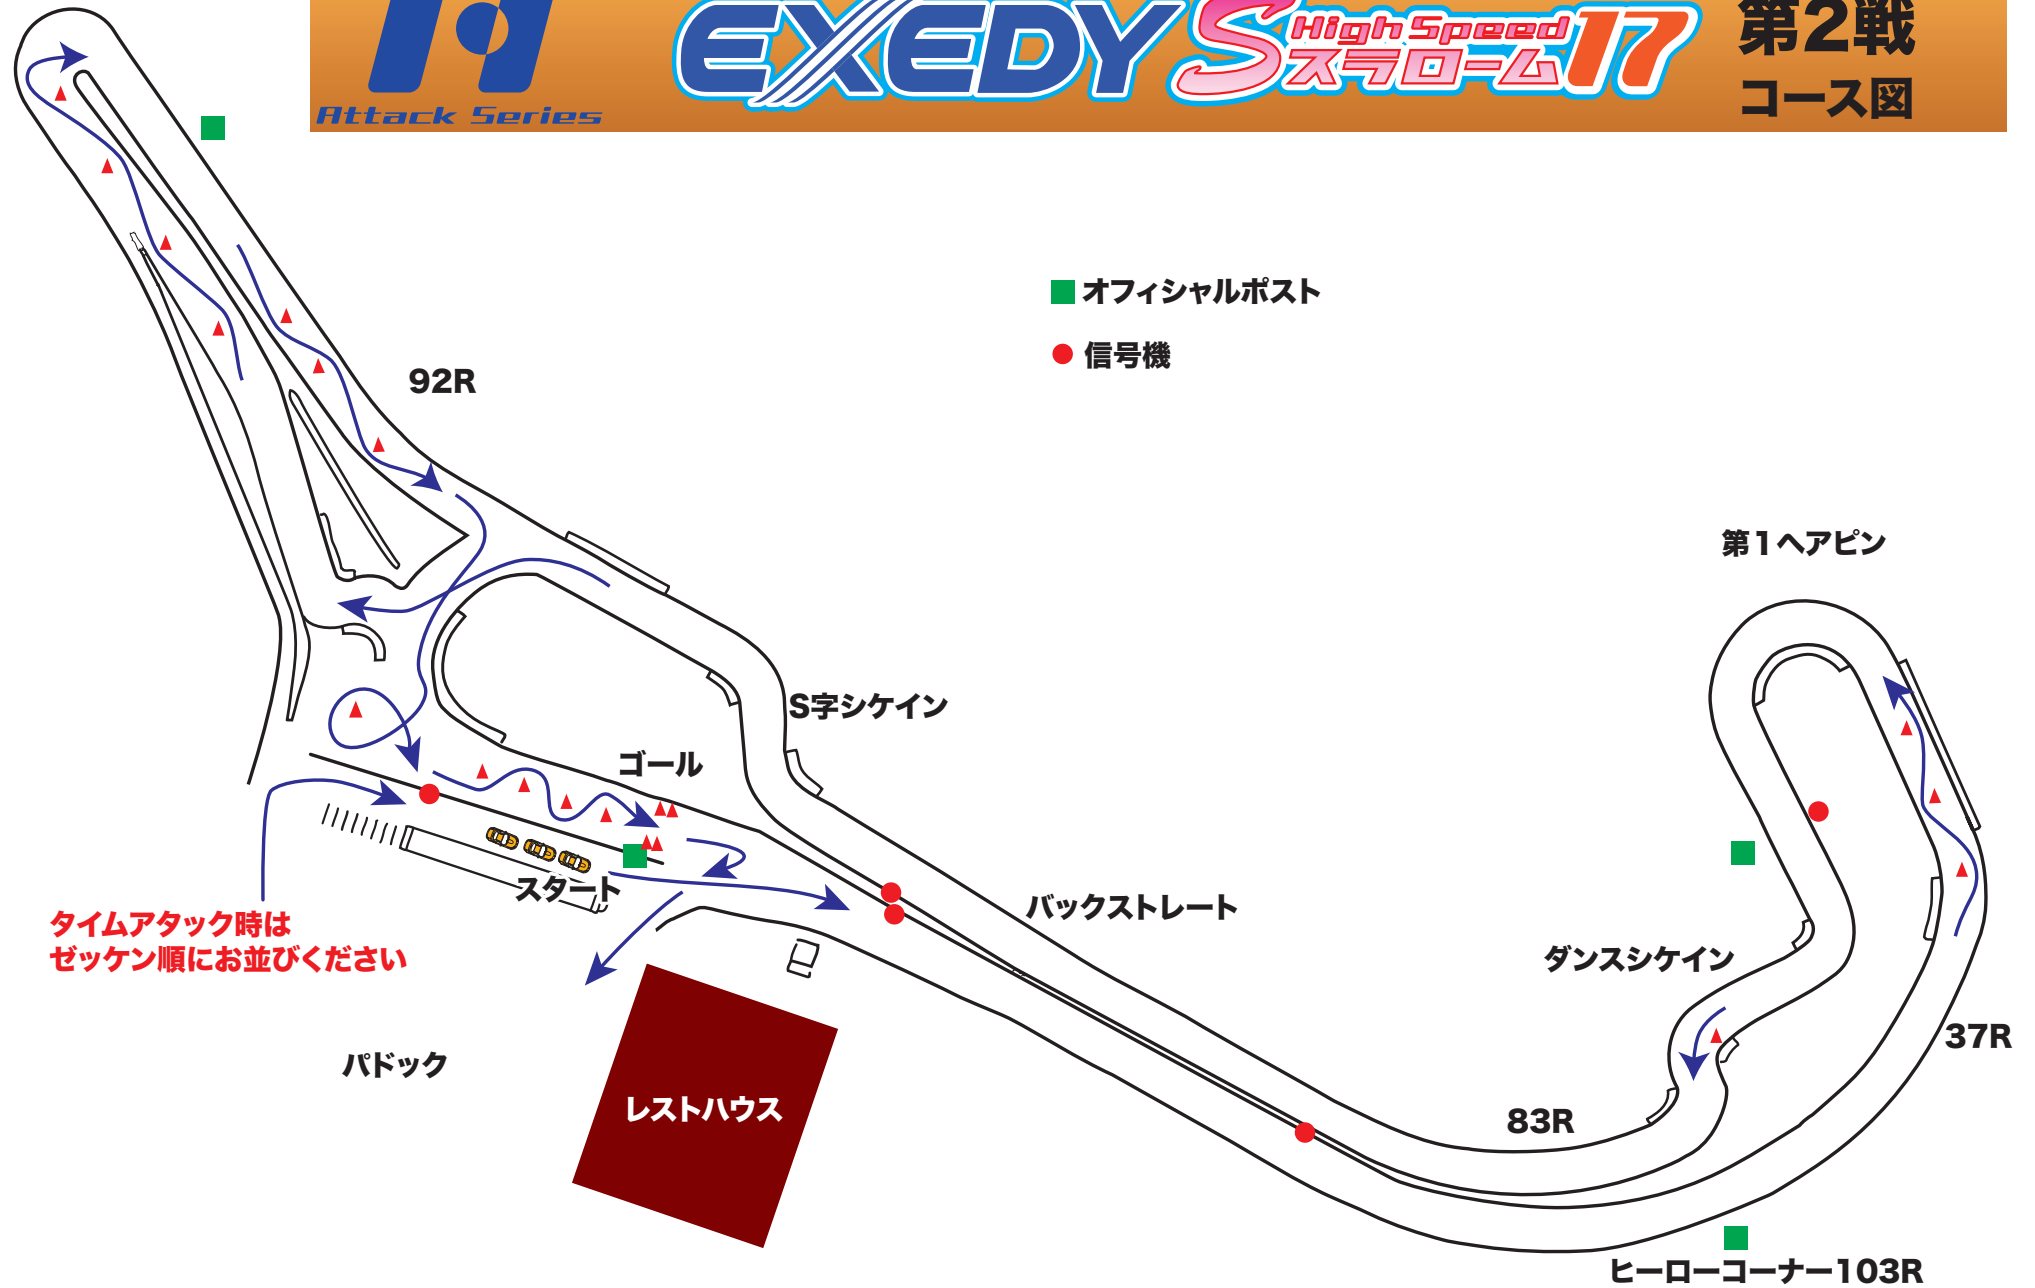 Attack Series
EXEDY
High Speed
スラローム17
第2戦
コース図
オフィシャルポスト
信号機
92R
第1ヘアピン
S字シケイン
ゴール
スタート
バックストレート
タイムアタック時は
ゼッケン順にお並びください
ダンスシケイン
37R
パドック
レストハウス
83R
ヒーローコーナー103R